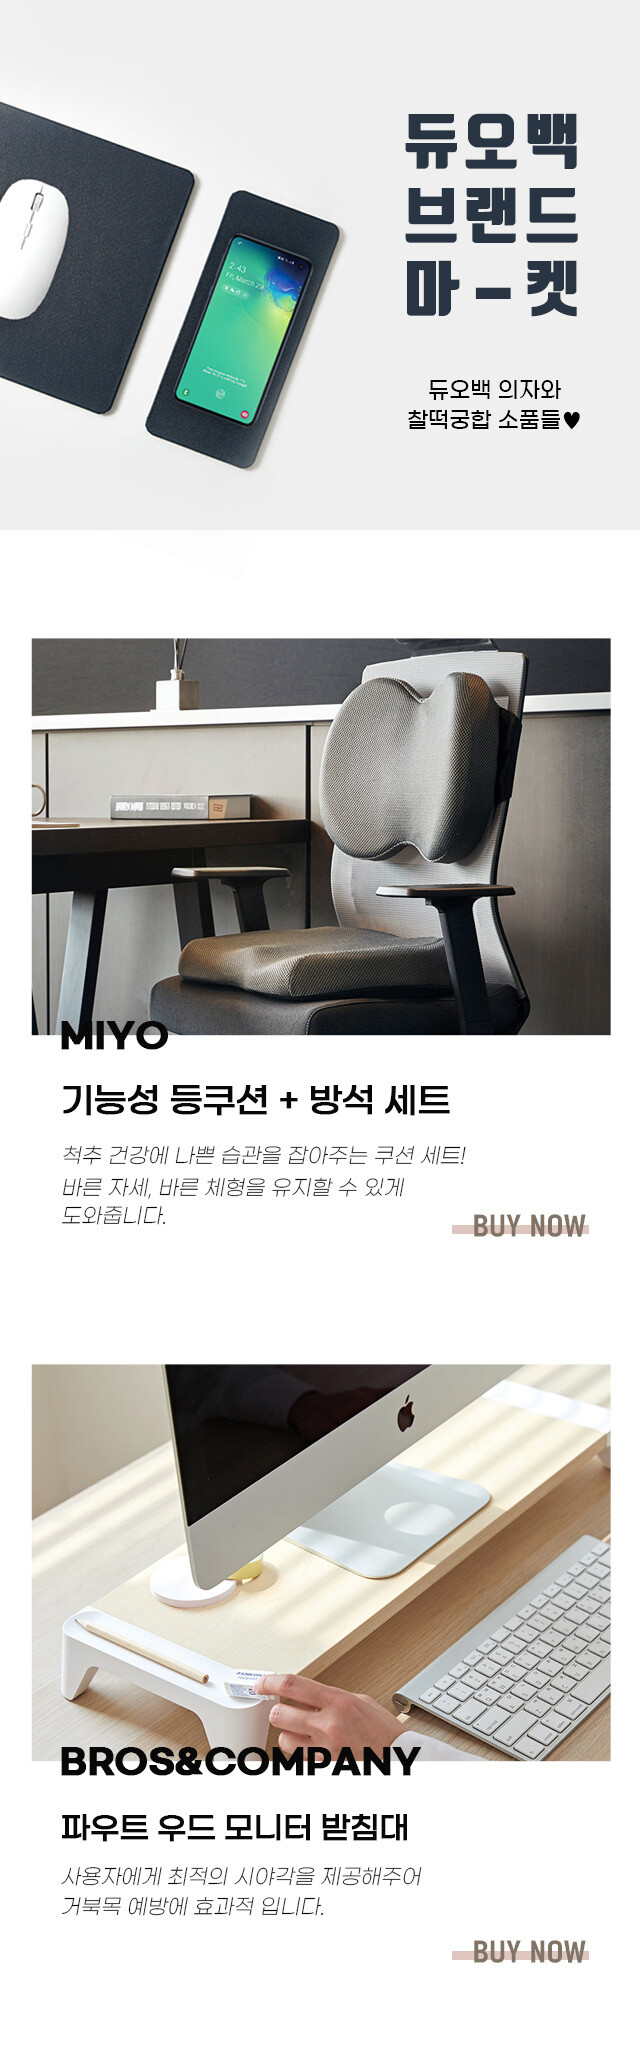 듀오백
브랜드
마-켓
듀오백 의자와
찰떡궁합 소품들♥
2:43
MIYO
기능성 등쿠션 + 방석 세트
척추 건강에 나쁜 습관을 잡아주는 쿠션 세트!
바른 자세, 바른 체형을 유지할 수 있게
도와줍니다.
BUY NOW
BROS&COMPANY
파우트 우드 모니터 받침대
사용자에게 최적의 시야각을 제공해주어
거북목 예방에 효과적 입니다.
BUY NOW